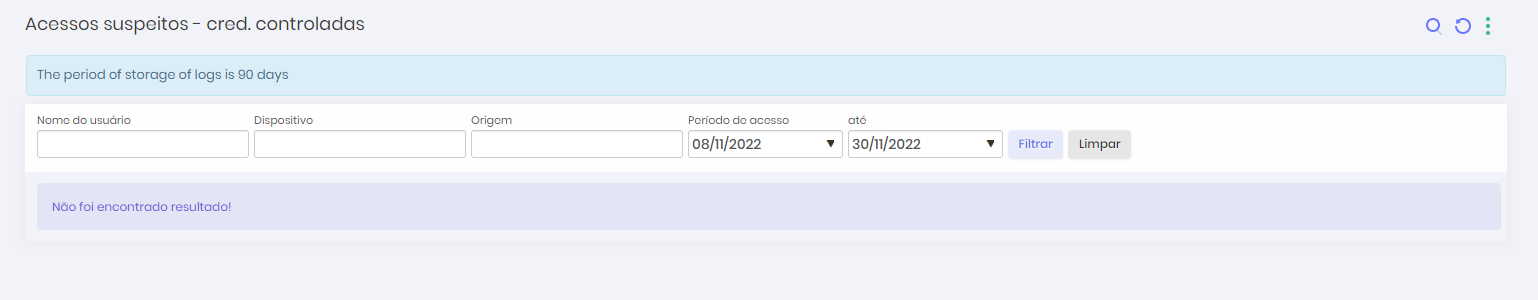 Acessos suspeitos - cred. controladas
The period of storage of logs is 90 days
Nome do usuário Dispositivo Origem Período de acesso até
08/11/2022 30/11/2022 Filtrar Limpar
Não foi encontrado resultado!